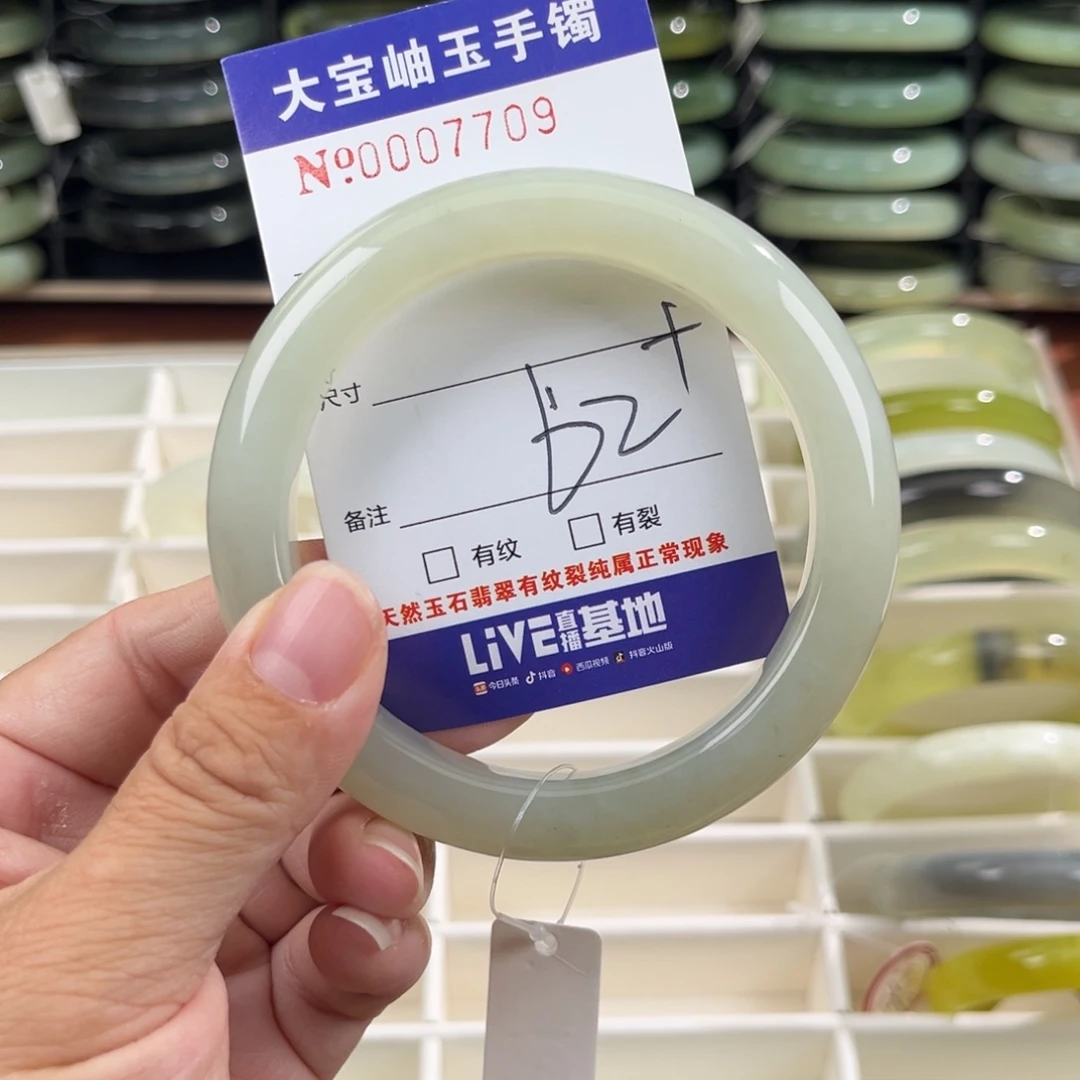 大宝岫玉手镯
Nº0007709
尺寸
备注
有纹 有裂
天然玉石翡翠有纹裂纯属正常现象
LiVE直播基地
今日头条 抖音 西瓜视频 抖音火山版